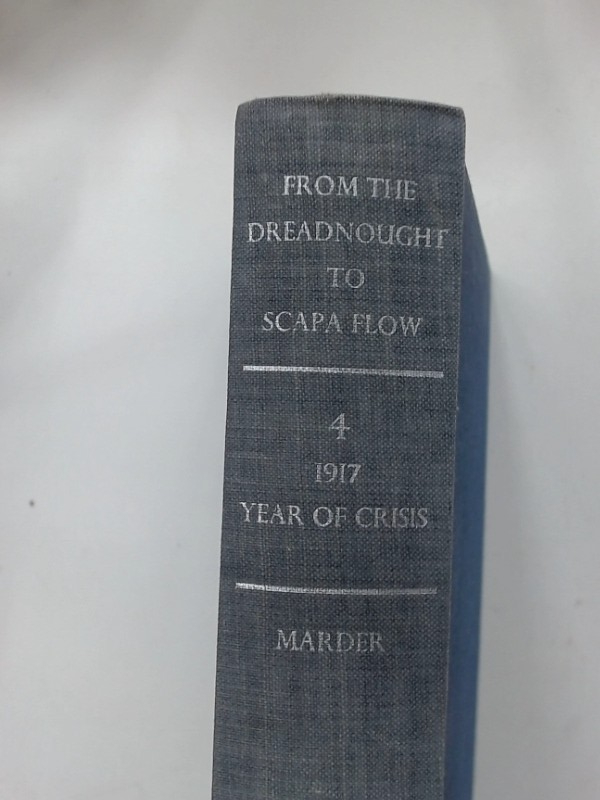 FROM THE
DREADNOUGHT
TO
SCAPA FLOW
4
1917
YEAR OF CRISIS
MARDER